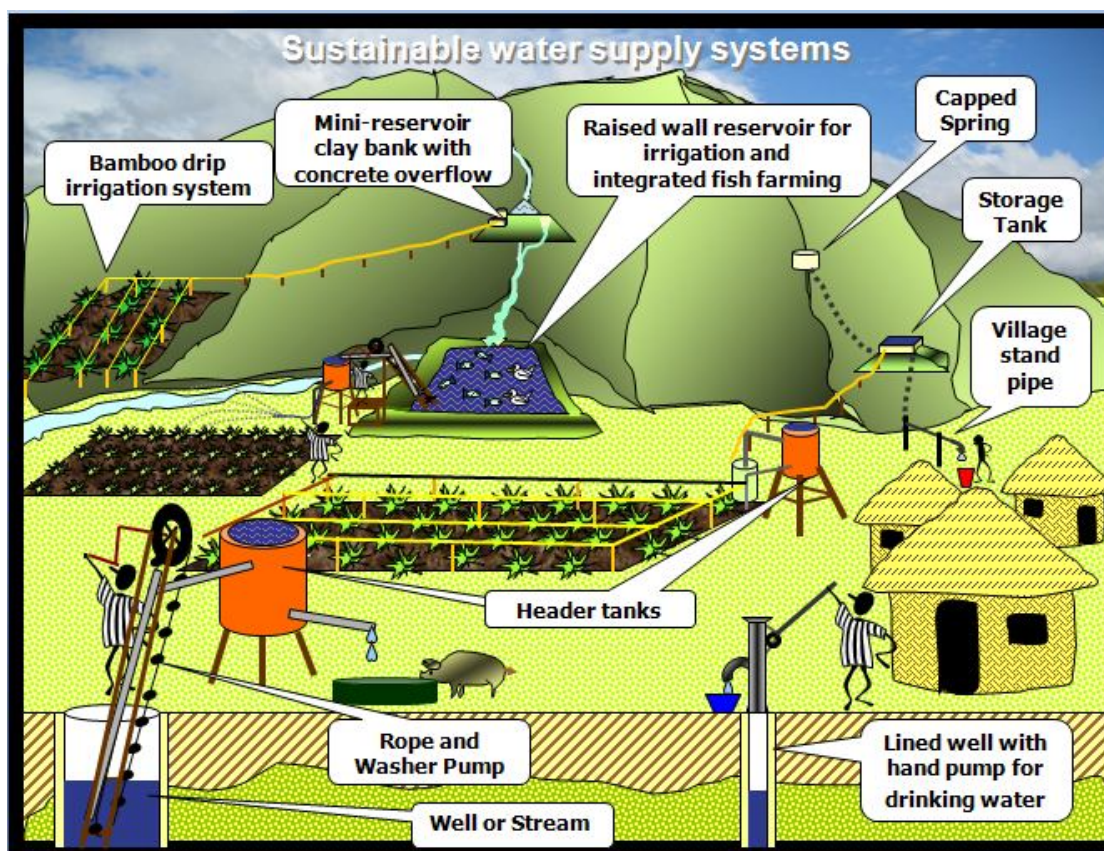 Sustainable water supply systems
Bamboo drip
irrigation system
Mini-reservoir
clay bank with
concrete overflow
Raised wall reservoir for
irrigation and
integrated fish farming
Capped
Spring
Storage
Tank
Village
stand
pipe
Header tanks
Rope and
Washer Pump
Well or Stream
Lined well with
hand pump for
drinking water